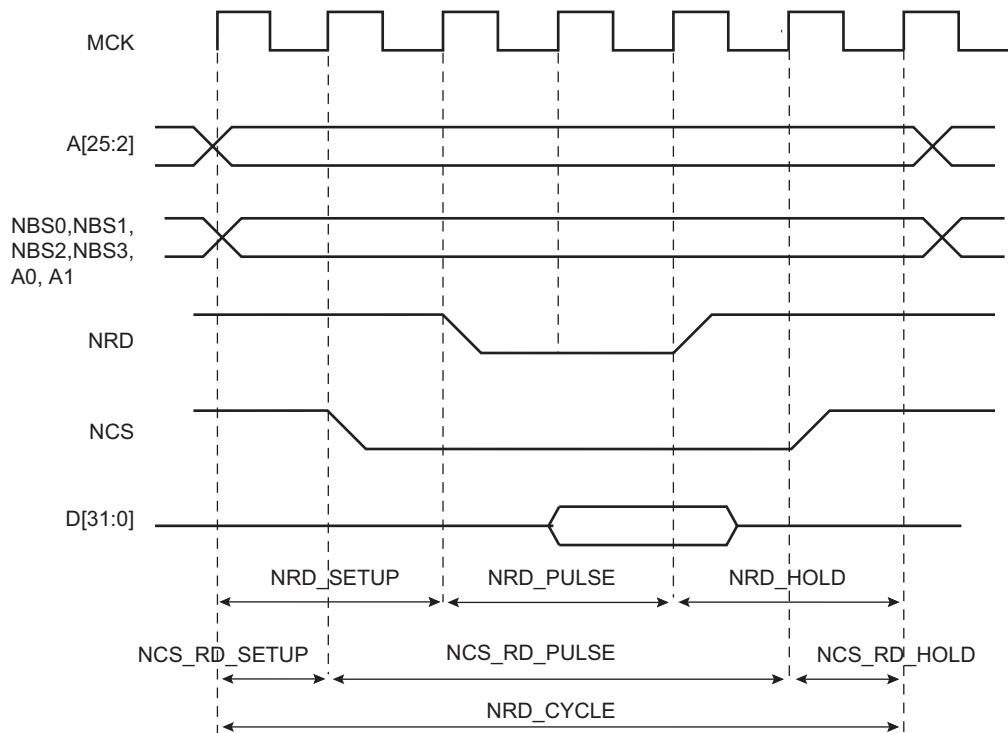 MCK
A[25:2]
NBS0,NBS1,
NBS2,NBS3,
A0, A1
NRD
NCS
D[31:0]
NRD_SETUP
NRD_PULSE
NRD_HOLD
NCS_RD_SETUP
NCS_RD_PULSE
NCS_RD_HOLD
NRD_CYCLE